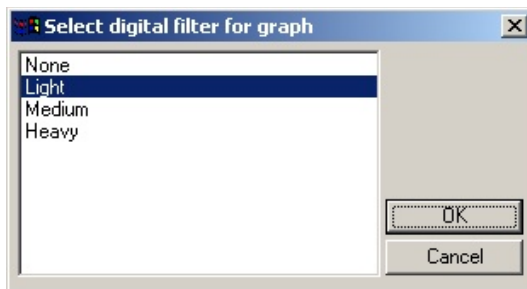 Select digital filter for graph
None
Light
Medium
Heavy
OK
Cancel